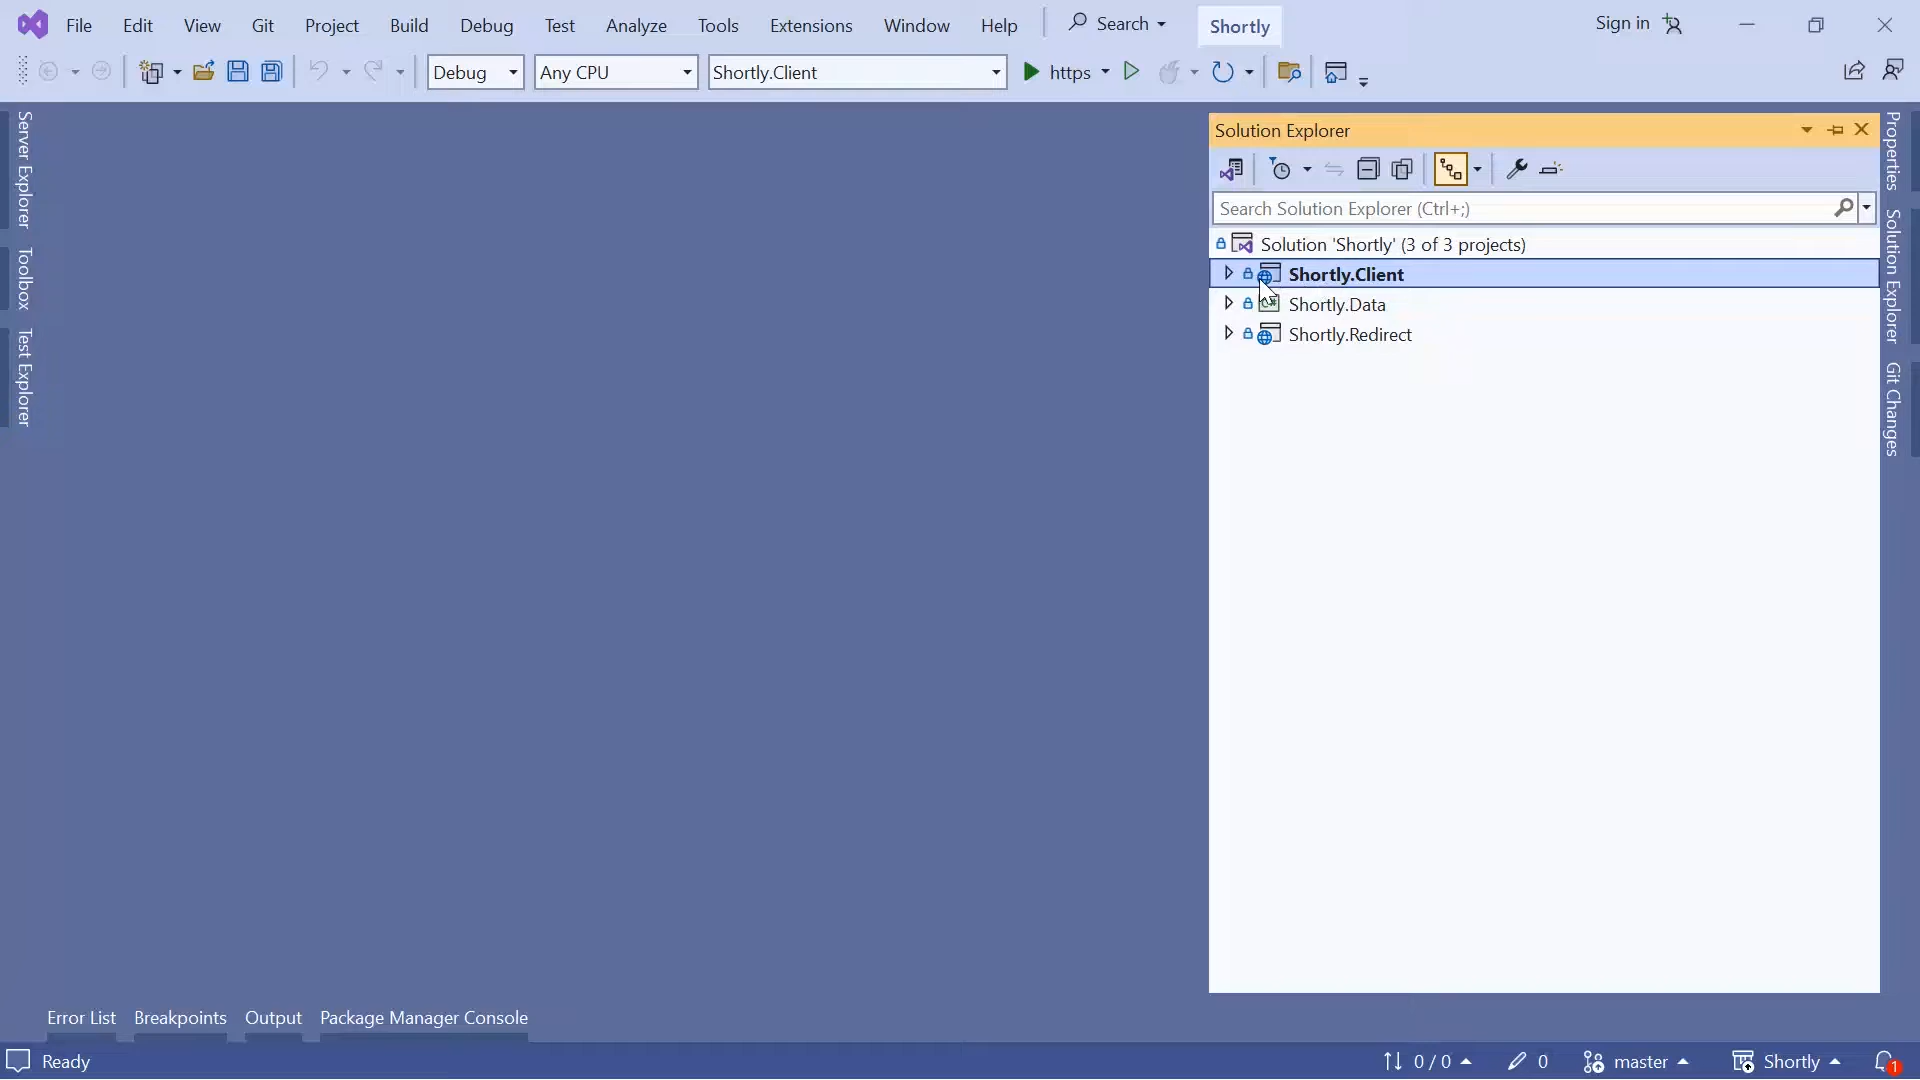 File Edit View Git Project Build Debug Test Analyze Tools Extensions Window Help Search Shortly Sign in
Debug Any CPU Shortly.Client https
Server Explorer
Toolbox
Test Explorer
Solution Explorer
Search Solution Explorer (Ctrl+;)
Solution 'Shortly' (3 of 3 projects)
Shortly.Client
C#
Shortly.Data
Shortly.Redirect
Properties
Solution Explorer
Git Changes
Error List Breakpoints Output Package Manager Console
Ready 0 / 0 0 master Shortly 1